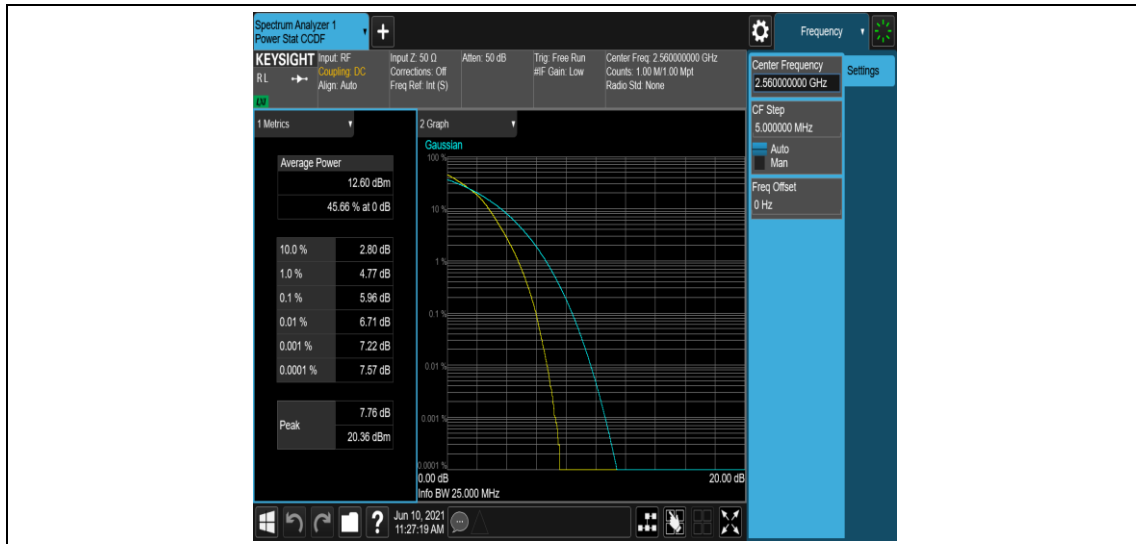 Spectrum Analyzer 1
Power Stat CCDF
+
Frequency
KEYSIGHT
RL
LXI
Input: RF
Coupling: DC
Align: Auto
Input Z: 50 Ω
Corrections: Off
Freq Ref: Int (S)
Atten: 50 dB
Trig: Free Run
#IF Gain: Low
Center Freq: 2.560000000 GHz
Counts: 1.00 M/1.00 Mpt
Radio Std: None
Center Frequency
2.560000000 GHz
Settings
CF Step
5.000000 MHz
Auto
Man
Freq Offset
0 Hz
1 Metrics
Average Power
12.60 dBm
45.66 % at 0 dB
10.0 % 2.80 dB
1.0 % 4.77 dB
0.1 % 5.96 dB
0.01 % 6.71 dB
0.001 % 7.22 dB
0.0001 % 7.57 dB
Peak
7.76 dB
20.36 dBm
2 Graph
Gaussian
100 %
10 %
1 %
0.1 %
0.01 %
0.001 %
0.0001 %
0.00 dB 20.00 dB
Info BW 25.000 MHz
?
Jun 10, 2021
11:27:19 AM